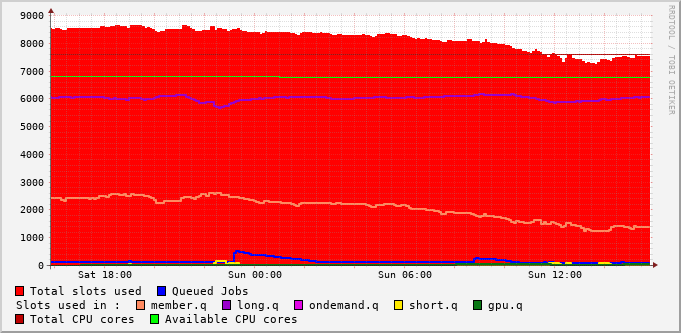 9000
8000
7000
6000
5000
4000
3000
2000
1000
0
Sat 18:00 Sun 00:00 Sun 06:00 Sun 12:00
Total slots used Queued Jobs
Slots used in : member.q long.q ondemand.q short.q gpu.q
Total CPU cores Available CPU cores
RRDTOOL / TOBI OETIKER